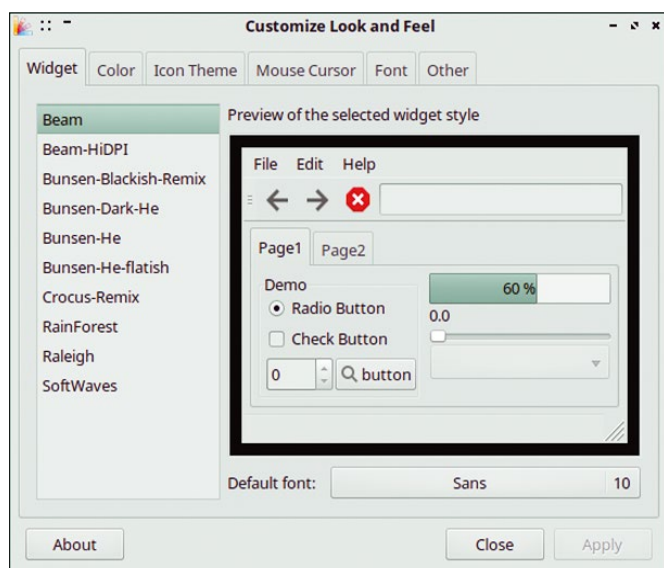 Customize Look and Feel
Widget Color Icon Theme Mouse Cursor Font Other
Beam
Beam-HiDPI
Bunsen-Blackish-Remix
Bunsen-Dark-He
Bunsen-He
Bunsen-He-flatish
Crocus-Remix
RainForest
Raleigh
SoftWaves
Preview of the selected widget style
File Edit Help
Page1 Page2
Demo
Radio Button
Check Button
0 button
60 %
0.0
Default font: Sans 10
About Close Apply